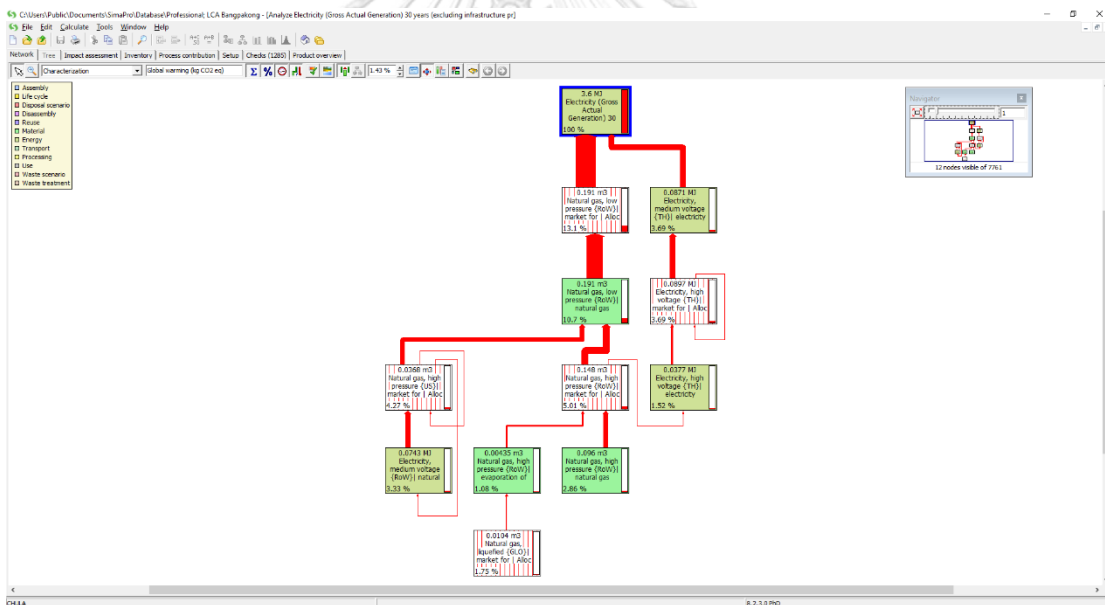 C:\Users\Public\Documents\SimaPro\Database\Professional; LCA Bangpakong - [Analyze Electricity (Gross Actual Generation) 30 years (excluding infrastructure pr]
File Edit Calculate Tools Window Help
Network Tree Impact assessment Inventory Process contribution Setup Checks (1285) Product overview
Characterization Global warming (kg CO2 eq) 1.43 %
Assembly
Life cycle
Disposal scenario
Disassembly
Reuse
Material
Energy
Transport
Processing
Use
Waste scenario
Waste treatment
Navigator
1
12 nodes visible of 7761
3.6 MJ
Electricity (Gross
Actual
Generation) 30
100 %
0.191 m3
Natural gas, low
pressure {RoW}|
market for | Alloc
13.1 %
0.0871 MJ
Electricity,
medium voltage
{TH}| electricity
3.69 %
0.191 m3
Natural gas, low
pressure {RoW}|
natural gas
10.7 %
0.0897 MJ
Electricity, high
voltage {TH}|
market for | Alloc
3.69 %
0.0368 m3
Natural gas, high
pressure {US}|
market for | Alloc
4.27 %
0.148 m3
Natural gas, high
pressure {RoW}|
market for | Alloc
5.01 %
0.0377 MJ
Electricity, high
voltage {TH}|
electricity
1.52 %
0.0743 MJ
Electricity,
medium voltage
{RoW}| natural
3.33 %
0.00435 m3
Natural gas, high
pressure {RoW}|
evaporation of
1.08 %
0.096 m3
Natural gas, high
pressure {RoW}|
natural gas
2.86 %
0.0104 m3
Natural gas,
liquefied {GLO}|
market for | Alloc
1.75 %
CHULA 8.2.3.0 PhD